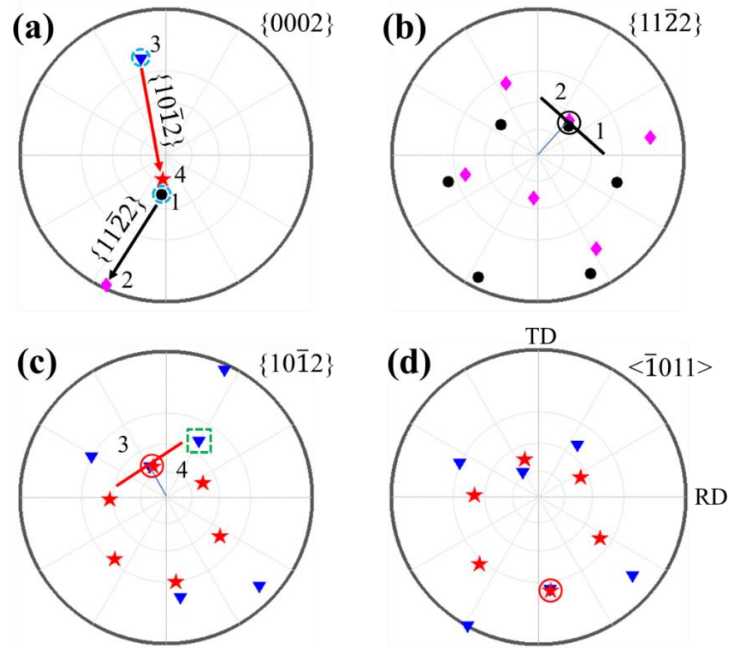 (a) {0002}
3
{101̅2}
4
1
{112̅2}
2
(b) {112̅2}
2
1
(c) {101̅2}
3
4
(d) <1̅011>
TD
RD